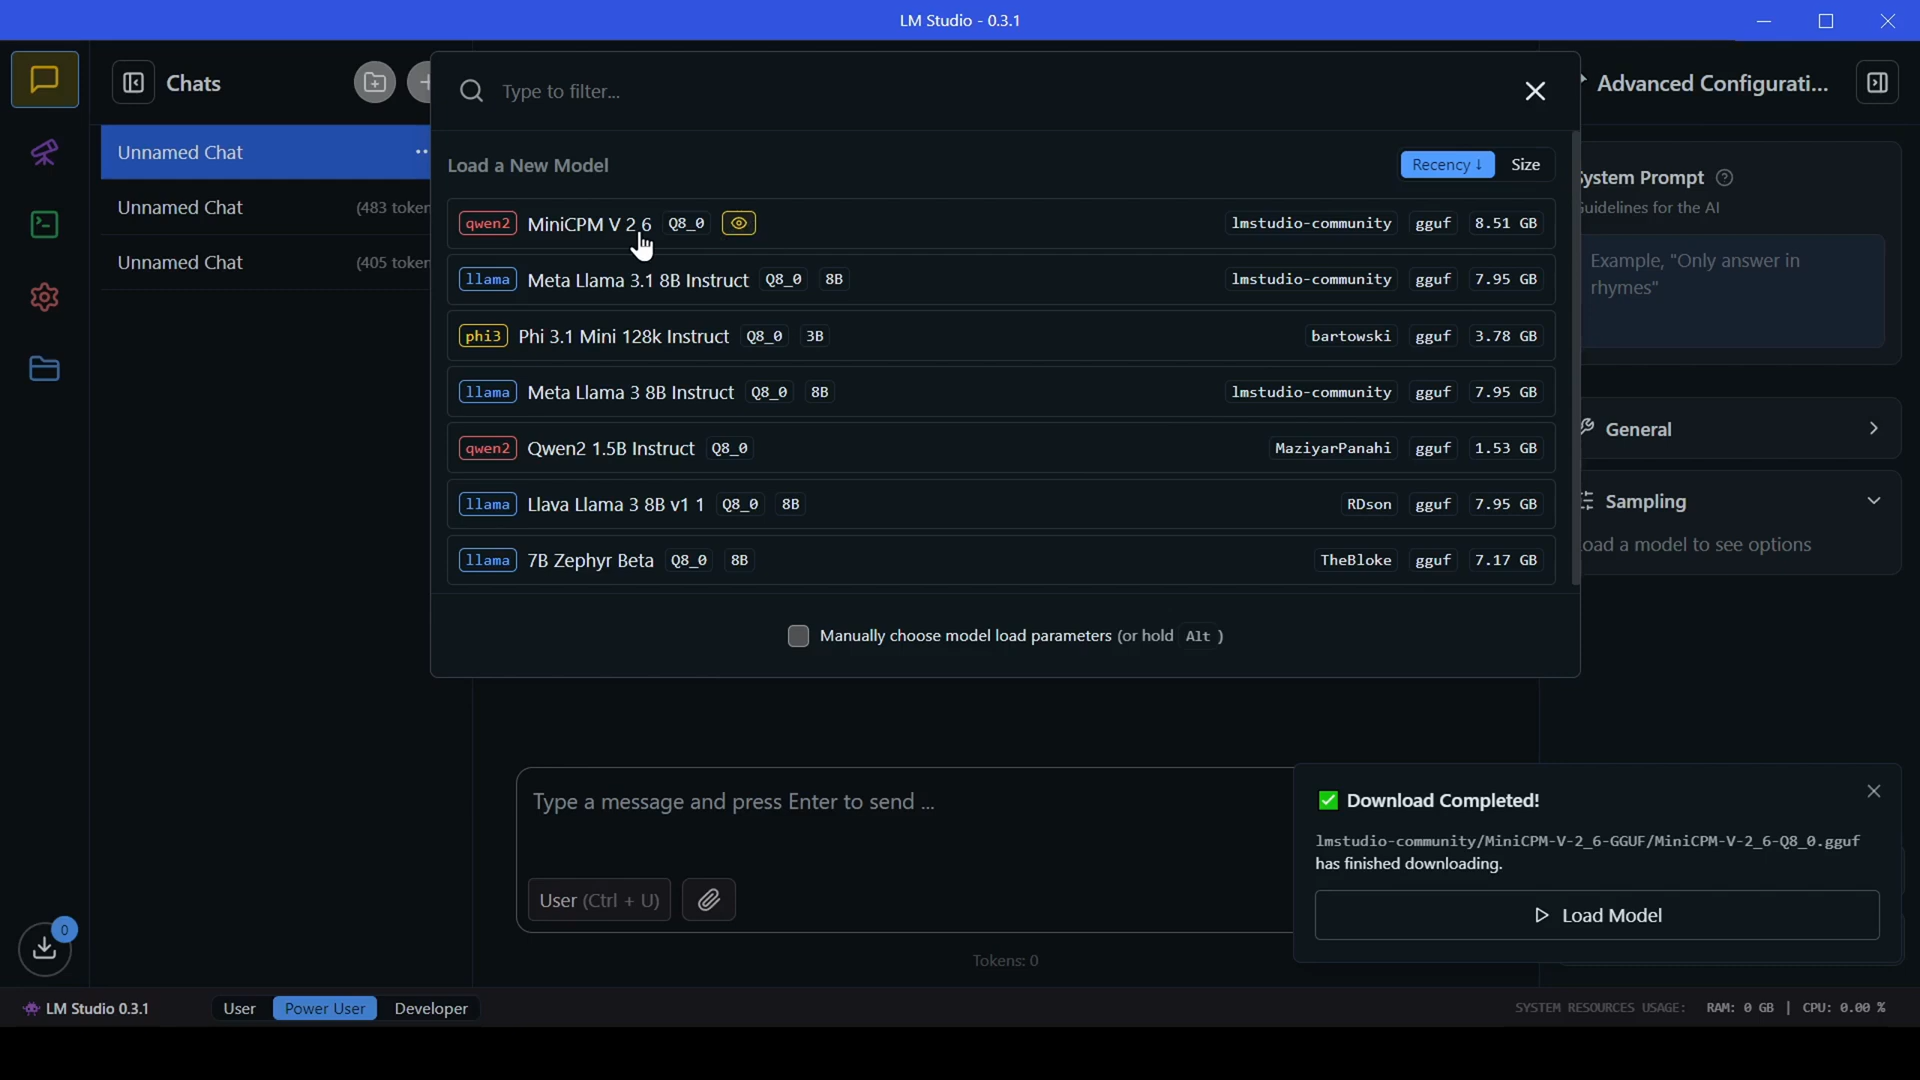 LM Studio - 0.3.1
Chats
Type to filter...
Advanced Configurati...
Unnamed Chat
Unnamed Chat (483 token
Unnamed Chat (405 token
Load a New Model
Recency ↓ Size
qwen2 MiniCPM V 2 6 Q8_0 lmstudio-community gguf 8.51 GB
llama Meta Llama 3.1 8B Instruct Q8_0 8B lmstudio-community gguf 7.95 GB
phi3 Phi 3.1 Mini 128k Instruct Q8_0 3B bartowski gguf 3.78 GB
llama Meta Llama 3 8B Instruct Q8_0 8B lmstudio-community gguf 7.95 GB
qwen2 Qwen2 1.5B Instruct Q8_0 MaziyarPanahi gguf 1.53 GB
llama Llava Llama 3 8B v1 1 Q8_0 8B RDson gguf 7.95 GB
llama 7B Zephyr Beta Q8_0 8B TheBloke gguf 7.17 GB
Manually choose model load parameters (or hold Alt )
System Prompt ?
uidelines for the AI
Example, "Only answer in
rhymes"
General
Sampling
oad a model to see options
Type a message and press Enter to send ...
User (Ctrl + U)
Tokens: 0
Download Completed!
lmstudio-community/MiniCPM-V-2_6-GGUF/MiniCPM-V-2_6-Q8_0.gguf
has finished downloading.
Load Model
0
LM Studio 0.3.1
User Power User Developer
SYSTEM RESOURCES USAGE: RAM: 0 GB | CPU: 0.00 %